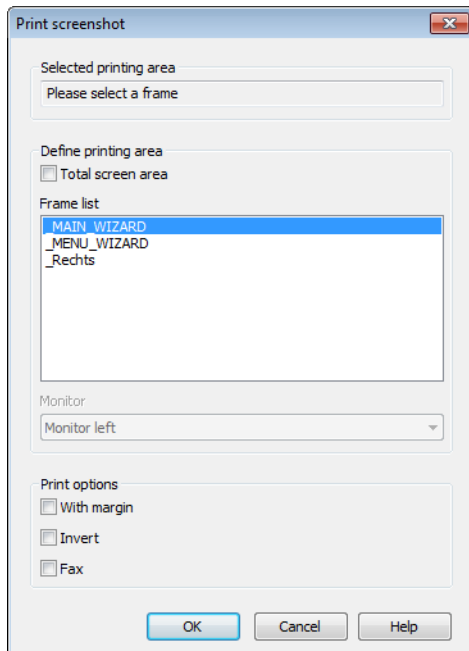 Print screenshot
Selected printing area
Please select a frame
Define printing area
Total screen area
Frame list
_MAIN_WIZARD
_MENU_WIZARD
_Rechts
Monitor
Monitor left
Print options
With margin
Invert
Fax
OK Cancel Help